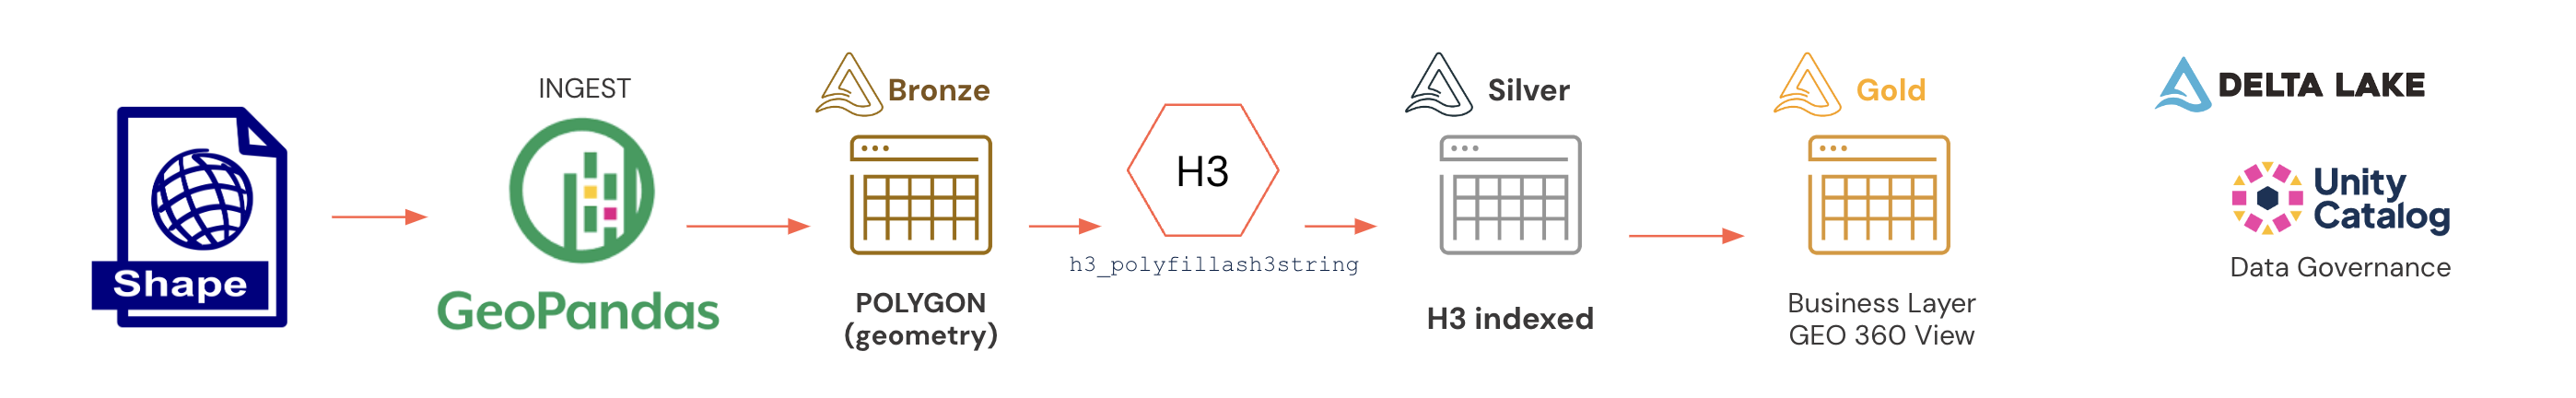 Shape
INGEST
GeoPandas
Bronze
POLYGON
(geometry)
H3
h3_polyfillash3string
Silver
H3 indexed
Gold
Business Layer
GEO 360 View
DELTA LAKE
Unity
Catalog
Data Governance